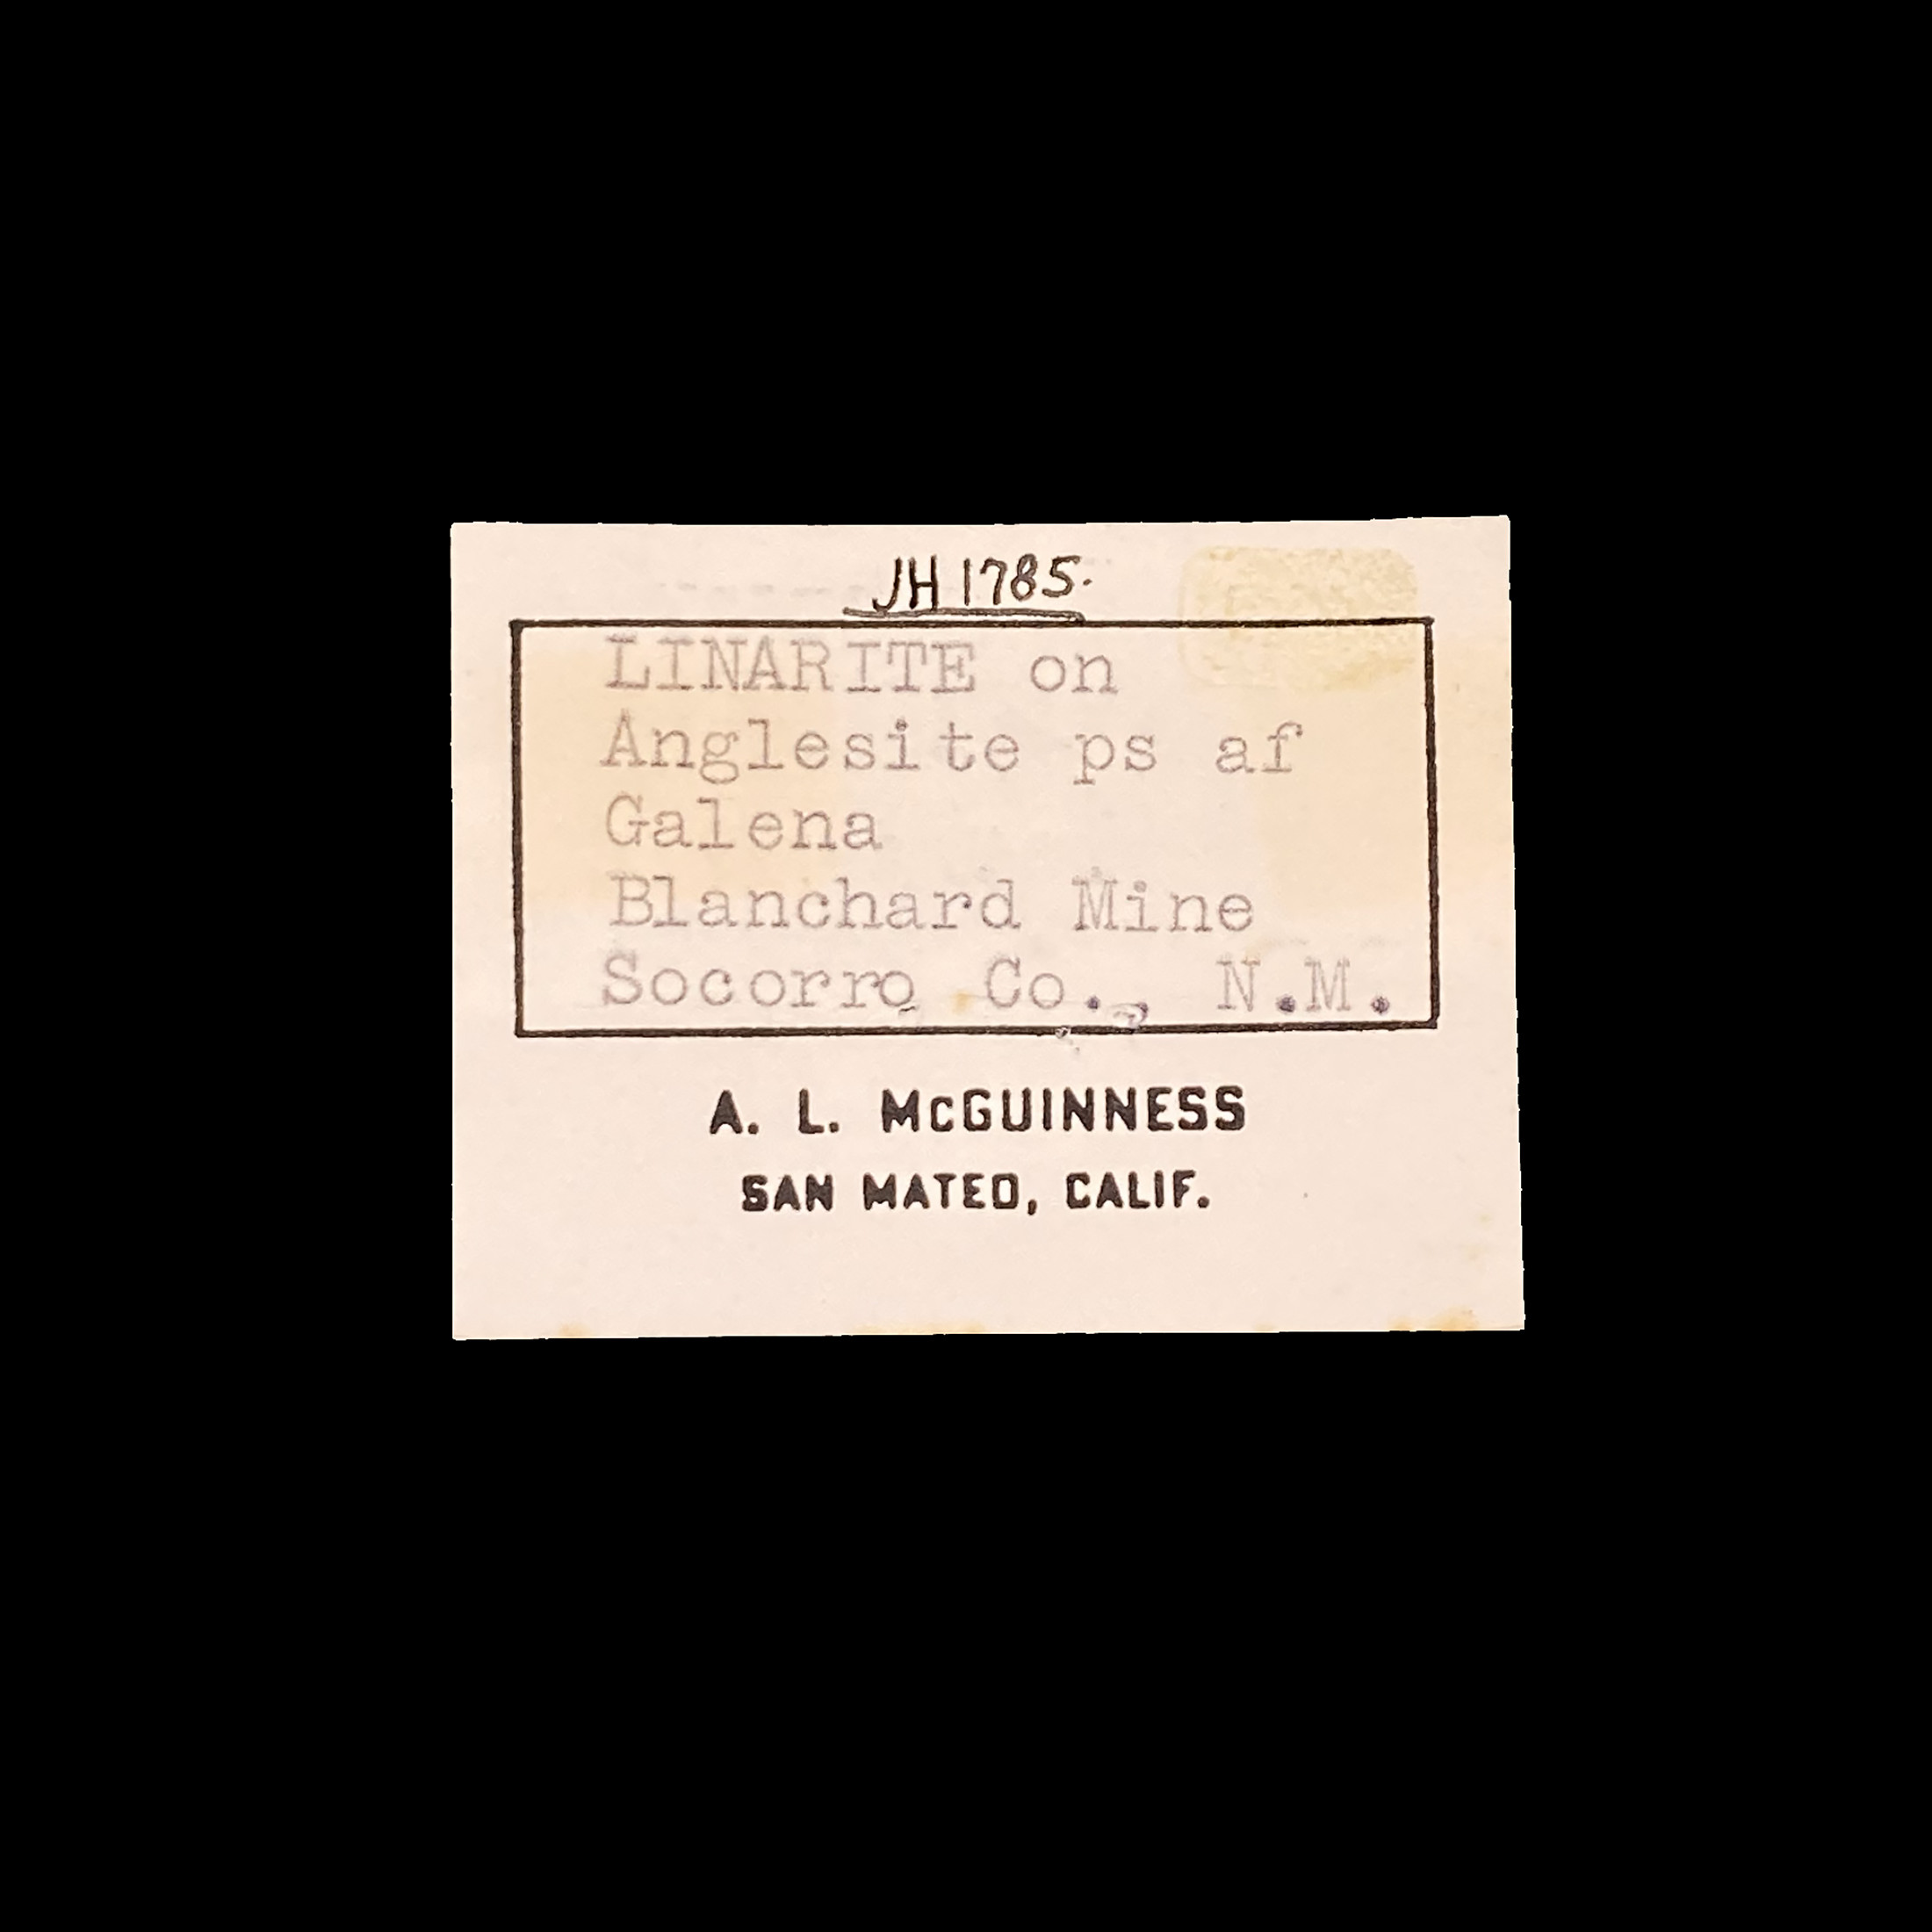 JH 1785.
LINARITE on
Anglesite ps af
Galena
Blanchard Mine
Socorro Co., N.M.
A. L. McGUINNESS
SAN MATEO, CALIF.